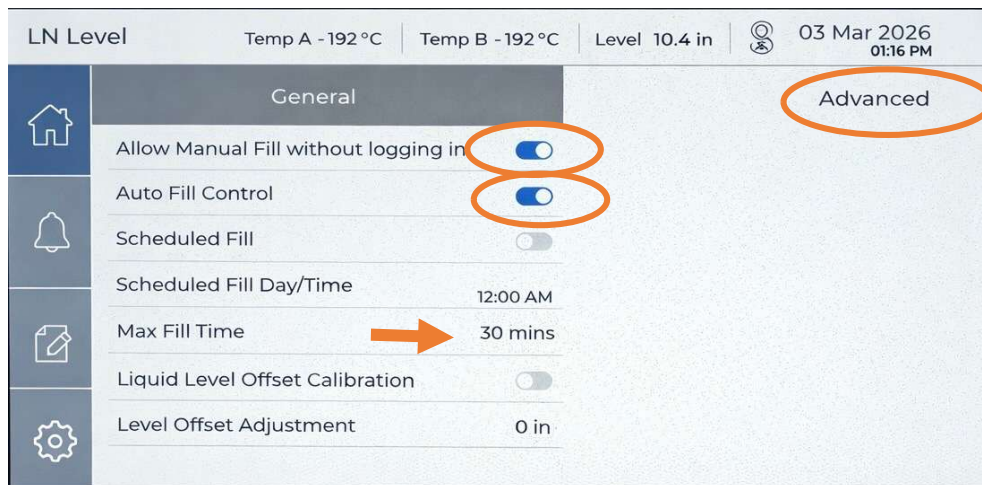 LN Level Temp A -192 °C Temp B -192 °C Level 10.4 in 03 Mar 2026
01:16 PM
General Advanced
Allow Manual Fill without logging in
Auto Fill Control
Scheduled Fill
Scheduled Fill Day/Time 12:00 AM
Max Fill Time 30 mins
Liquid Level Offset Calibration
Level Offset Adjustment 0 in